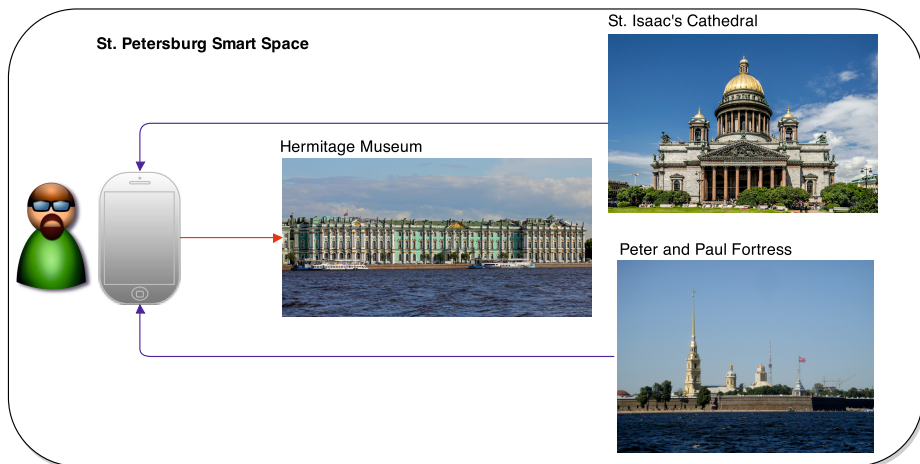 St. Isaac's Cathedral
St. Petersburg Smart Space
Hermitage Museum
Peter and Paul Fortress